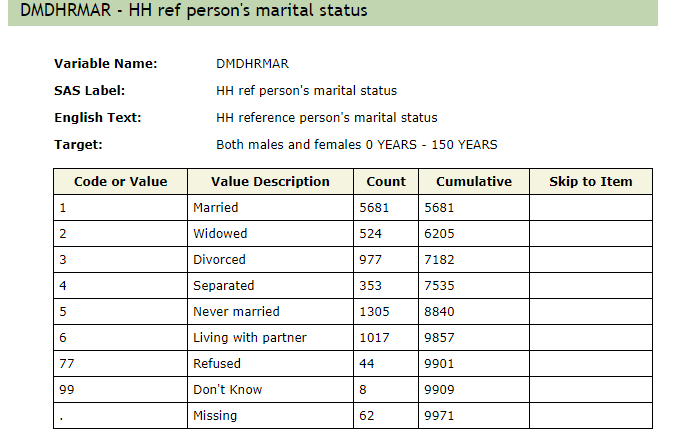 DMDHRMAR - HH ref person's marital status
Variable Name: DMDHRMAR
SAS Label: HH ref person's marital status
English Text: HH reference person's marital status
Target: Both males and females 0 YEARS - 150 YEARS
Code or Value Value Description Count Cumulative Skip to Item
1 Married 5681 5681
2 Widowed 524 6205
3 Divorced 977 7182
4 Separated 353 7535
5 Never married 1305 8840
6 Living with partner 1017 9857
77 Refused 44 9901
99 Don't Know 8 9909
. Missing 62 9971